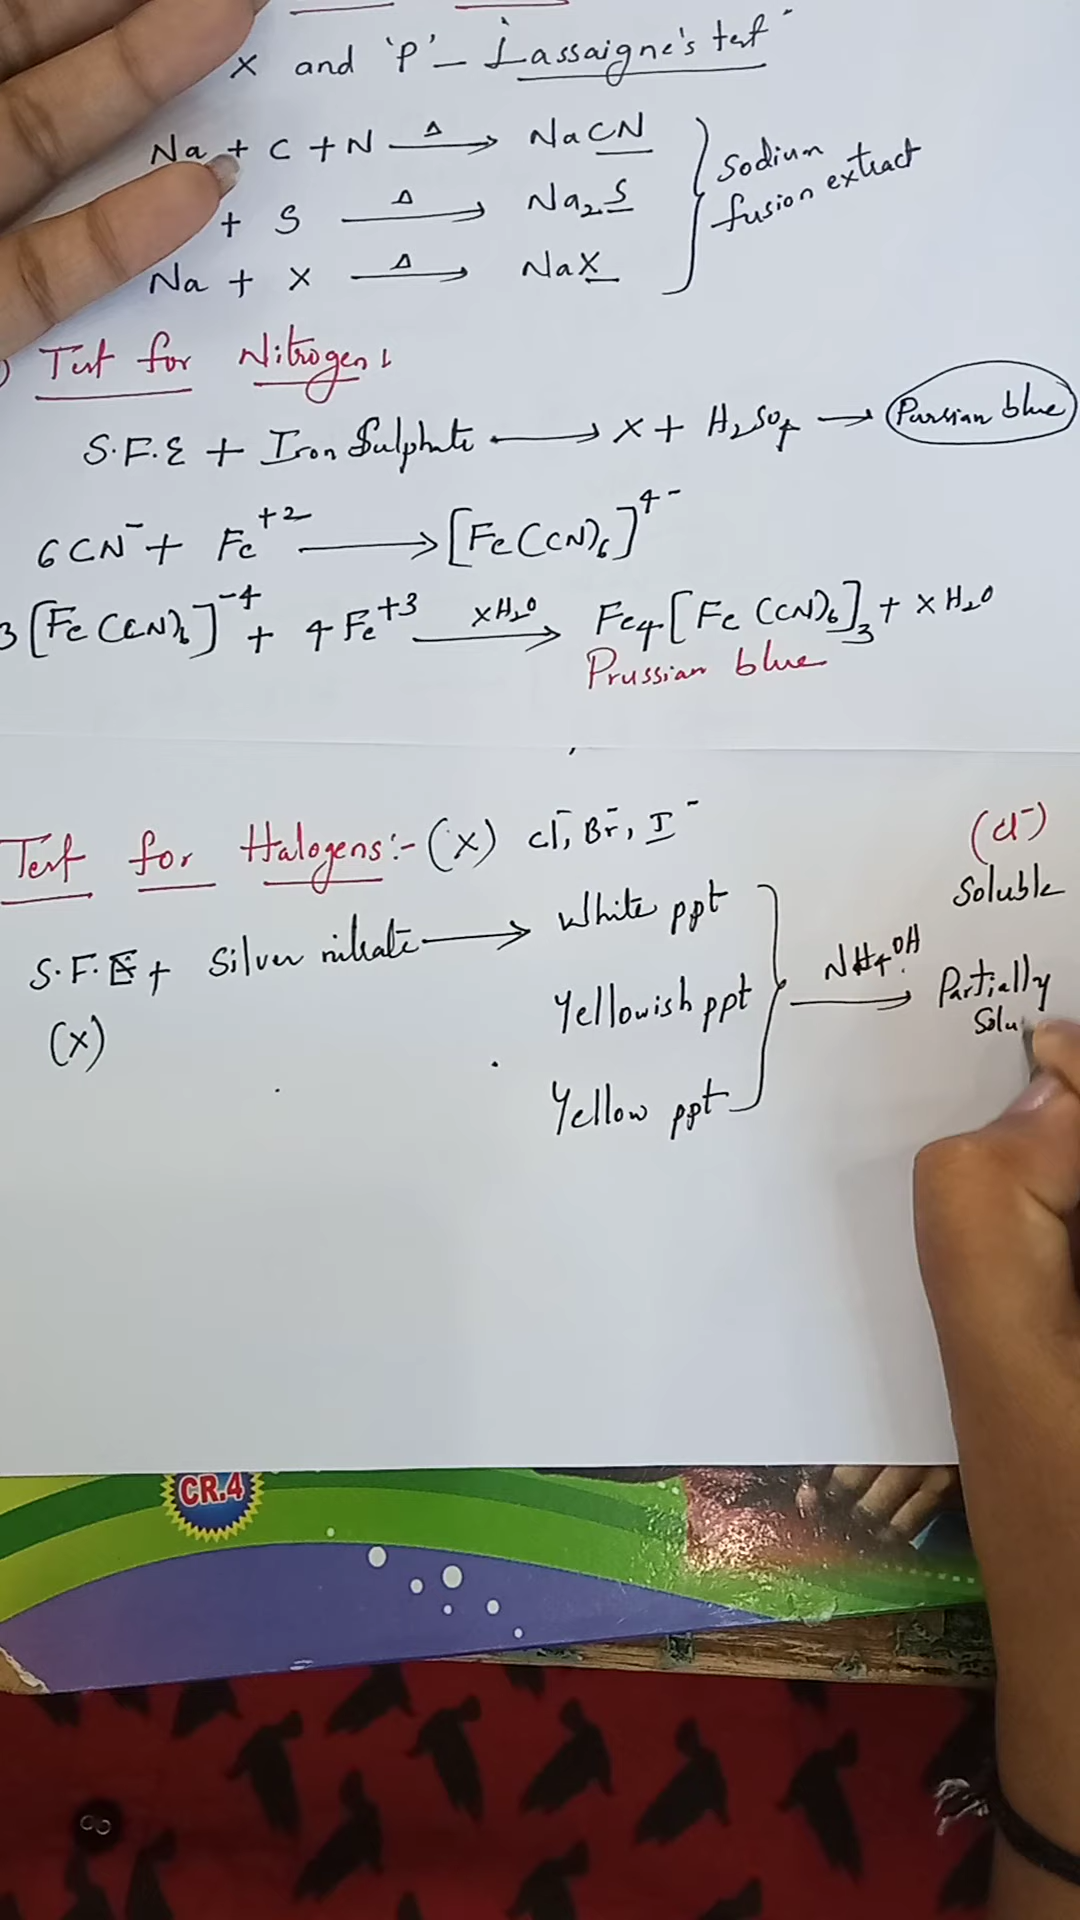 X and 'P' – Lassaigne's test
Na + C + N —Δ→ NaCN
+ S —Δ→ Na₂S
Na + X —Δ→ NaX
Sodium
fusion extract
Test for Nitrogen:
S.F.E + Iron Sulphate ⟶ X + H₂SO₄ ⟶ Purssian blue
6CN⁻ + Fe⁺² ⟶ [Fe(CN)₆]⁴⁻
3[Fe(CN)₆]⁻⁴ + 4Fe⁺³ —xH₂O→ Fe₄[Fe(CN)₆]₃ + xH₂O
Prussian blue
Test for Halogens:- (X) Cl⁻, Br⁻, I⁻
(Cl⁻)
Soluble
S.F.E + Silver nitrate ⟶ White ppt
(X)
Yellowish ppt
Yellow ppt
NH₄OH
Partially
Solu
CR.4